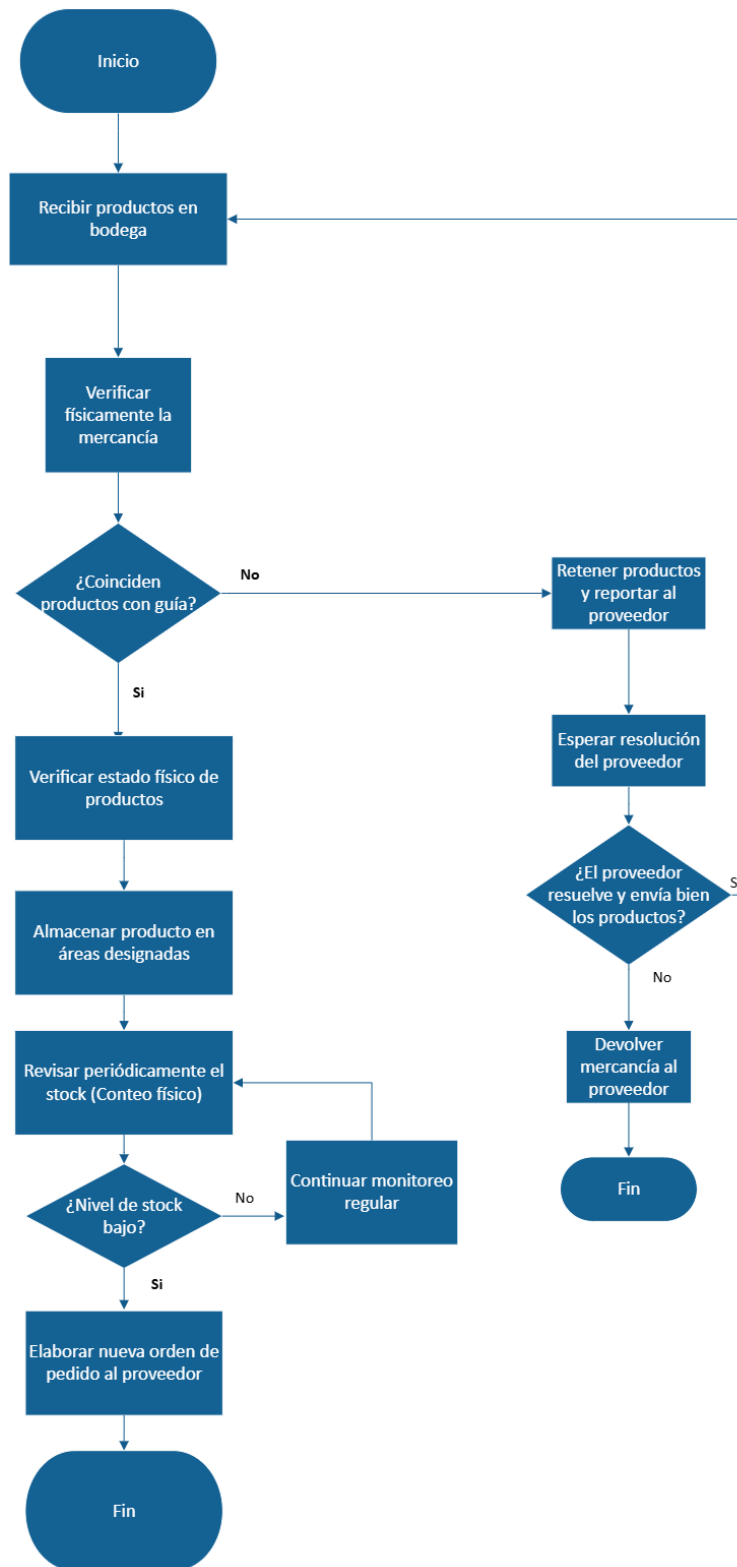 Inicio
Recibir productos en
bodega
Verificar
físicamente la
mercancía
¿Coinciden
productos con guía?
No
Retener productos
y reportar al
proveedor
Si
Esperar resolución
del proveedor
Verificar estado físico de
productos
¿El proveedor
resuelve y envía bien
los productos?
S
No
Almacenar producto en
áreas designadas
Revisar periódicamente el
stock (Conteo físico)
Devolver
mercancía al
proveedor
¿Nivel de stock
bajo?
No
Continuar monitoreo
regular
Fin
Si
Elaborar nueva orden de
pedido al proveedor
Fin